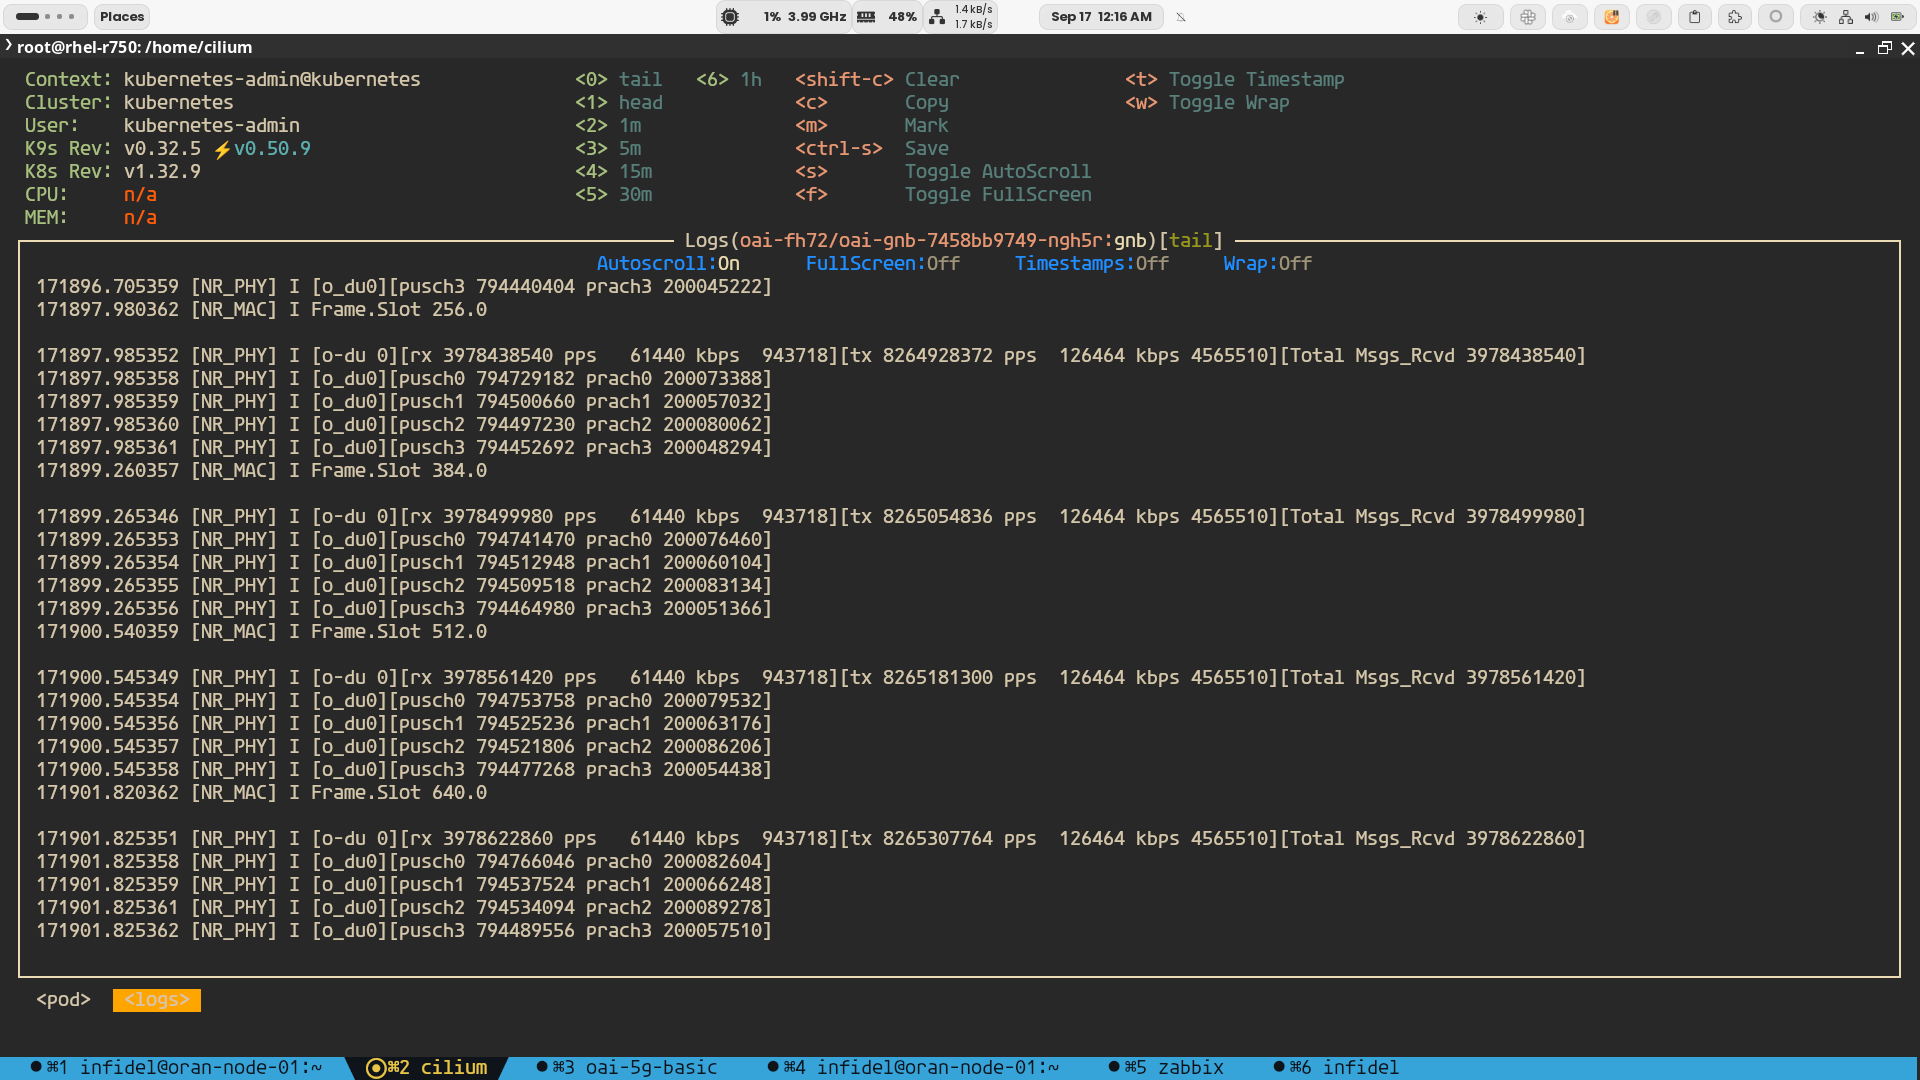 Places
1% 3.99 GHz
48%
1.4 kB/s
1.7 kB/s
Sep 17 12:16 AM
root@rhel-r750: /home/cilium
Context: kubernetes-admin@kubernetes <0> tail <6> 1h <shift-c> Clear <t> Toggle Timestamp
Cluster: kubernetes <1> head <c> Copy <w> Toggle Wrap
User: kubernetes-admin <2> 1m <m> Mark
K9s Rev: v0.32.5 ⚡v0.50.9 <3> 5m <ctrl-s> Save
K8s Rev: v1.32.9 <4> 15m <s> Toggle AutoScroll
CPU: n/a <5> 30m <f> Toggle FullScreen
MEM: n/a
Logs(oai-fh72/oai-gnb-7458bb9749-ngh5r:gnb)[tail]
Autoscroll:On FullScreen:Off Timestamps:Off Wrap:Off
171896.705359 [NR_PHY] I [o_du0][pusch3 794440404 prach3 200045222]
171897.980362 [NR_MAC] I Frame.Slot 256.0
171897.985352 [NR_PHY] I [o-du 0][rx 3978438540 pps 61440 kbps 943718][tx 8264928372 pps 126464 kbps 4565510][Total Msgs_Rcvd 3978438540]
171897.985358 [NR_PHY] I [o_du0][pusch0 794729182 prach0 200073388]
171897.985359 [NR_PHY] I [o_du0][pusch1 794500660 prach1 200057032]
171897.985360 [NR_PHY] I [o_du0][pusch2 794497230 prach2 200080062]
171897.985361 [NR_PHY] I [o_du0][pusch3 794452692 prach3 200048294]
171899.260357 [NR_MAC] I Frame.Slot 384.0
171899.265346 [NR_PHY] I [o-du 0][rx 3978499980 pps 61440 kbps 943718][tx 8265054836 pps 126464 kbps 4565510][Total Msgs_Rcvd 3978499980]
171899.265353 [NR_PHY] I [o_du0][pusch0 794741470 prach0 200076460]
171899.265354 [NR_PHY] I [o_du0][pusch1 794512948 prach1 200060104]
171899.265355 [NR_PHY] I [o_du0][pusch2 794509518 prach2 200083134]
171899.265356 [NR_PHY] I [o_du0][pusch3 794464980 prach3 200051366]
171900.540359 [NR_MAC] I Frame.Slot 512.0
171900.545349 [NR_PHY] I [o-du 0][rx 3978561420 pps 61440 kbps 943718][tx 8265181300 pps 126464 kbps 4565510][Total Msgs_Rcvd 3978561420]
171900.545354 [NR_PHY] I [o_du0][pusch0 794753758 prach0 200079532]
171900.545356 [NR_PHY] I [o_du0][pusch1 794525236 prach1 200063176]
171900.545357 [NR_PHY] I [o_du0][pusch2 794521806 prach2 200086206]
171900.545358 [NR_PHY] I [o_du0][pusch3 794477268 prach3 200054438]
171901.820362 [NR_MAC] I Frame.Slot 640.0
171901.825351 [NR_PHY] I [o-du 0][rx 3978622860 pps 61440 kbps 943718][tx 8265307764 pps 126464 kbps 4565510][Total Msgs_Rcvd 3978622860]
171901.825358 [NR_PHY] I [o_du0][pusch0 794766046 prach0 200082604]
171901.825359 [NR_PHY] I [o_du0][pusch1 794537524 prach1 200066248]
171901.825361 [NR_PHY] I [o_du0][pusch2 794534094 prach2 200089278]
171901.825362 [NR_PHY] I [o_du0][pusch3 794489556 prach3 200057510]
<pod> <logs>
⌘1 infidel@oran-node-01:~ ⌘2 cilium ⌘3 oai-5g-basic ⌘4 infidel@oran-node-01:~ ⌘5 zabbix ⌘6 infidel